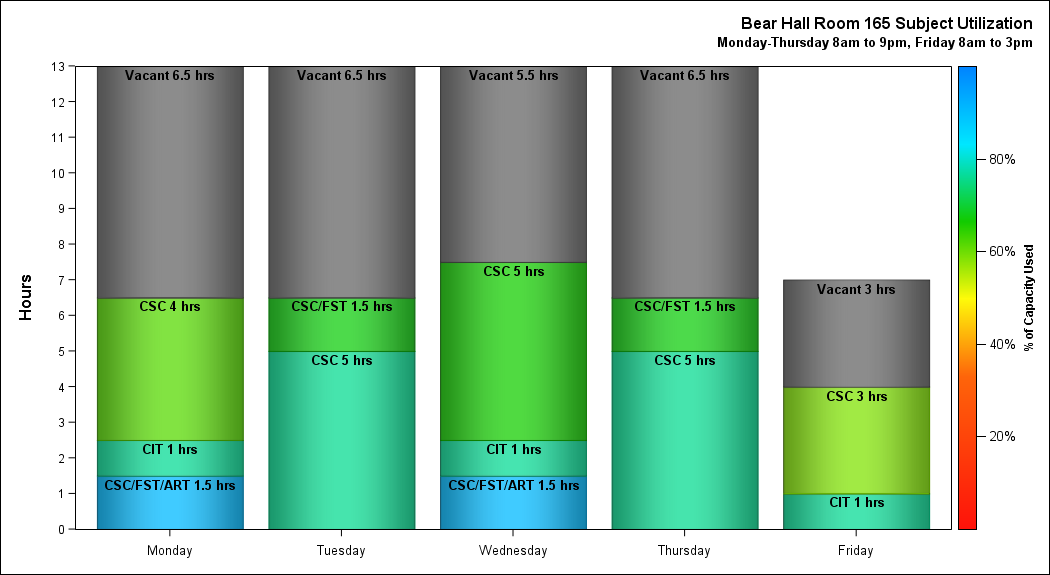 Bear Hall Room 165 Subject Utilization
Monday-Thursday 8am to 9pm, Friday 8am to 3pm
13
12
11
10
9
8
7
6
5
4
3
2
1
0
Hours
Vacant 6.5 hrs
CSC 4 hrs
CIT 1 hrs
CSC/FST/ART 1.5 hrs
Vacant 6.5 hrs
CSC/FST 1.5 hrs
CSC 5 hrs
Vacant 5.5 hrs
CSC 5 hrs
CIT 1 hrs
CSC/FST/ART 1.5 hrs
Vacant 6.5 hrs
CSC/FST 1.5 hrs
CSC 5 hrs
Vacant 3 hrs
CSC 3 hrs
CIT 1 hrs
Monday
Tuesday
Wednesday
Thursday
Friday
80%
60%
40%
20%
% of Capacity Used